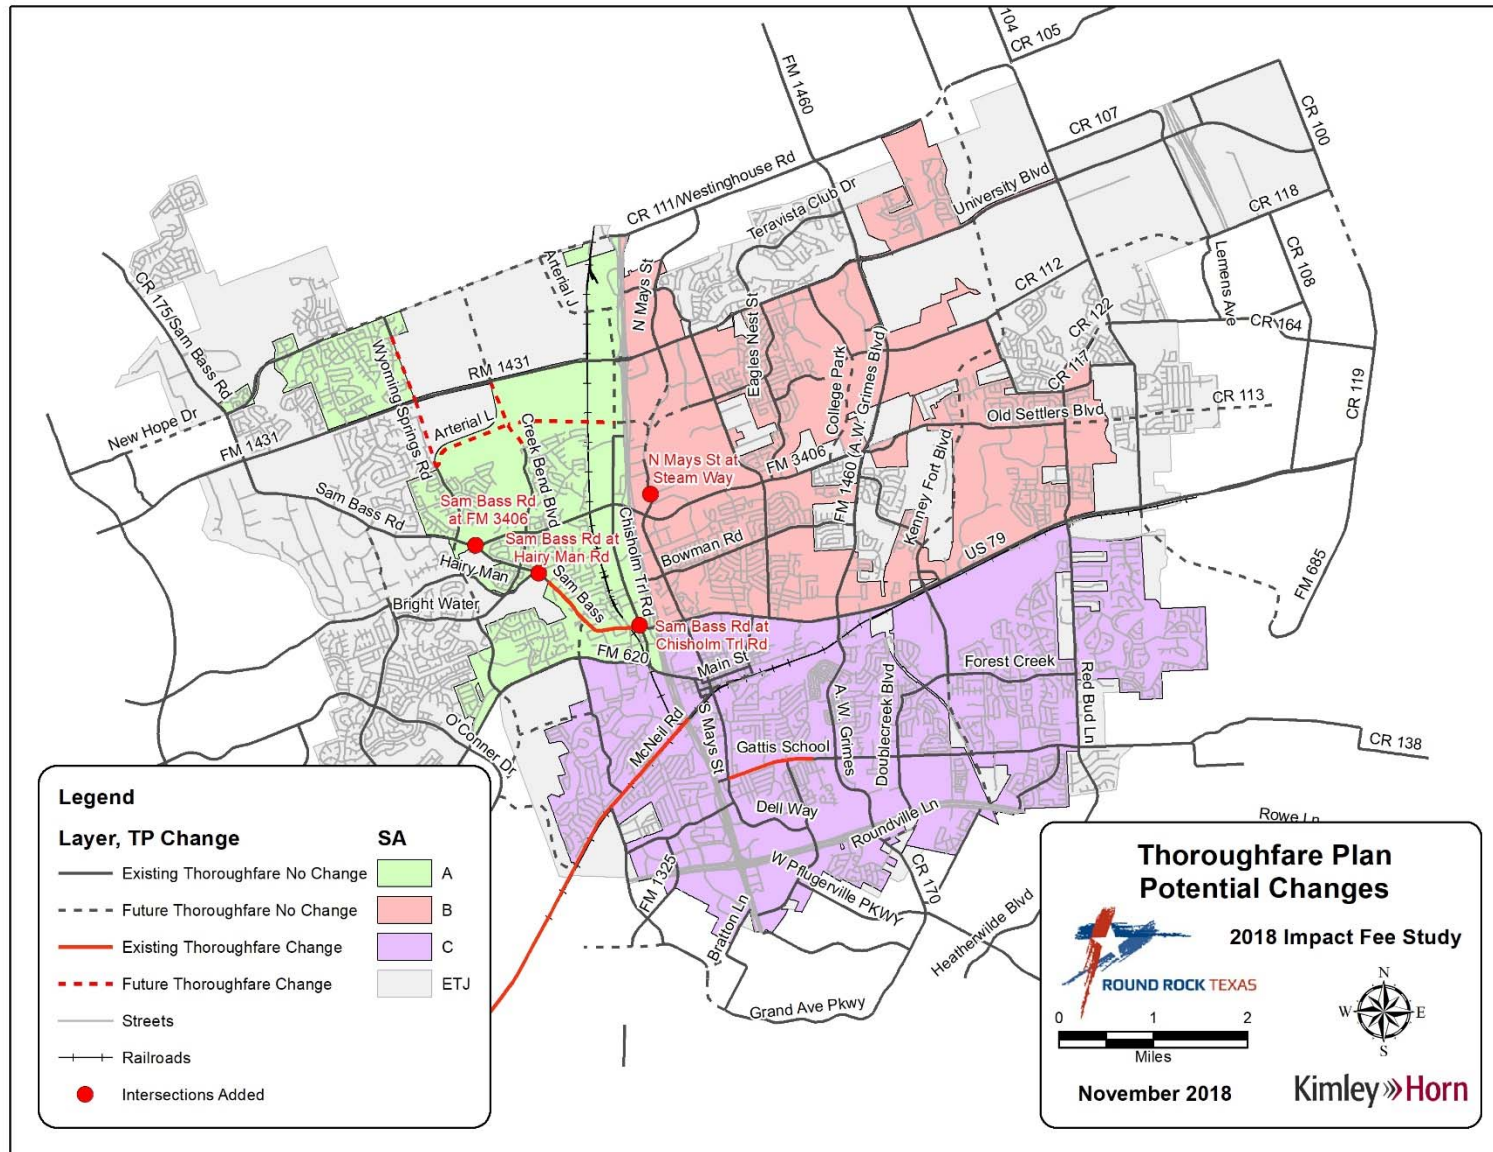 104
CR 105
FM 1460
CR 107
CR 100
CR 111/Westinghouse Rd
Teravista Club Dr
University Blvd
CR 118
CR 108
Lemens Ave
CR 112
CR 122
CR 164
CR 117
CR 119
CR 113
CR 175/Sam Bass Rd
Arterial J
N Mays St
Eagles Nest St
College Park
FM 1460 (A.W. Grimes Blvd)
Old Settlers Blvd
RM 1431
Wyoming Springs Rd
New Hope Dr
FM 1431
Arterial L
Creek Bend Blvd
FM 3406
Kenney Fort Blvd
N Mays St at
Steam Way
Sam Bass Rd
Sam Bass Rd
at FM 3406
Sam Bass Rd at
Hairy Man Rd
Hairy Man
Sam Bass
Chisholm Trl Rd
Bowman Rd
US 79
FM 685
Bright Water
Sam Bass Rd at
Chisholm Trl Rd
FM 620
Main St
Forest Creek
Red Bud Ln
O'Conner Dr
McNeil Rd
S Mays St
Gattis School
A.W. Grimes
Doublecreek Blvd
CR 138
Dell Way
Roundville Ln
FM 1325
W Pflugerville PKWY
CR 170
Bratton Ln
Heatherwilde Blvd
Grand Ave Pkwy
Rowe Ln
Legend
Layer, TP Change
SA
Existing Thoroughfare No Change
A
Future Thoroughfare No Change
B
Existing Thoroughfare Change
C
Future Thoroughfare Change
ETJ
Streets
Railroads
Intersections Added
Thoroughfare Plan
Potential Changes
2018 Impact Fee Study
ROUND ROCK TEXAS
N
W
E
S
0 1 2
Miles
November 2018
Kimley»Horn